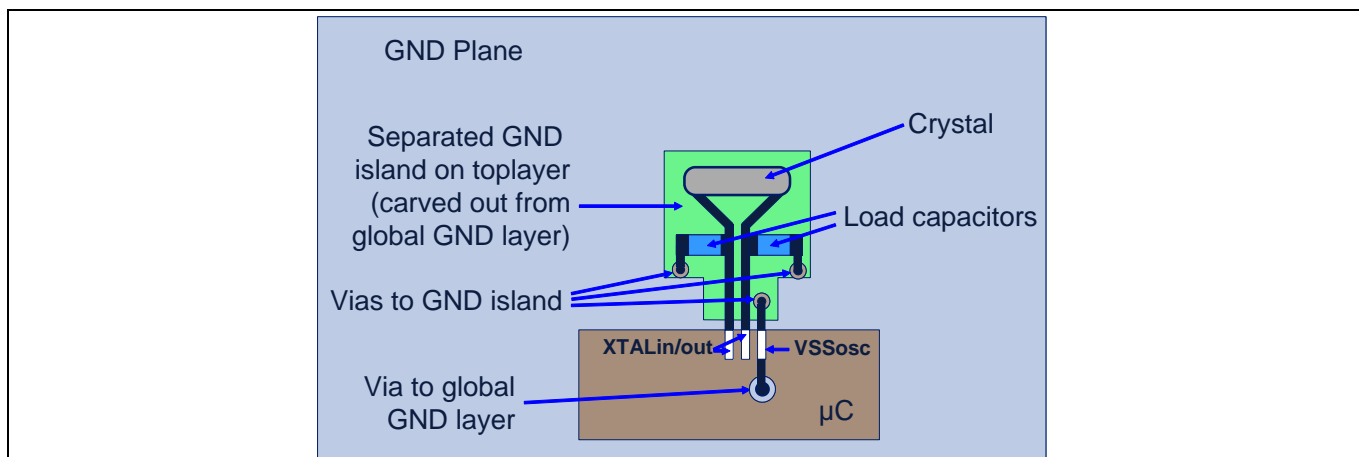 GND Plane
Separated GND
island on toplayer
(carved out from
global GND layer)
Crystal
Load capacitors
Vias to GND island
XTALin/out
VSSosc
Via to global
GND layer
µC